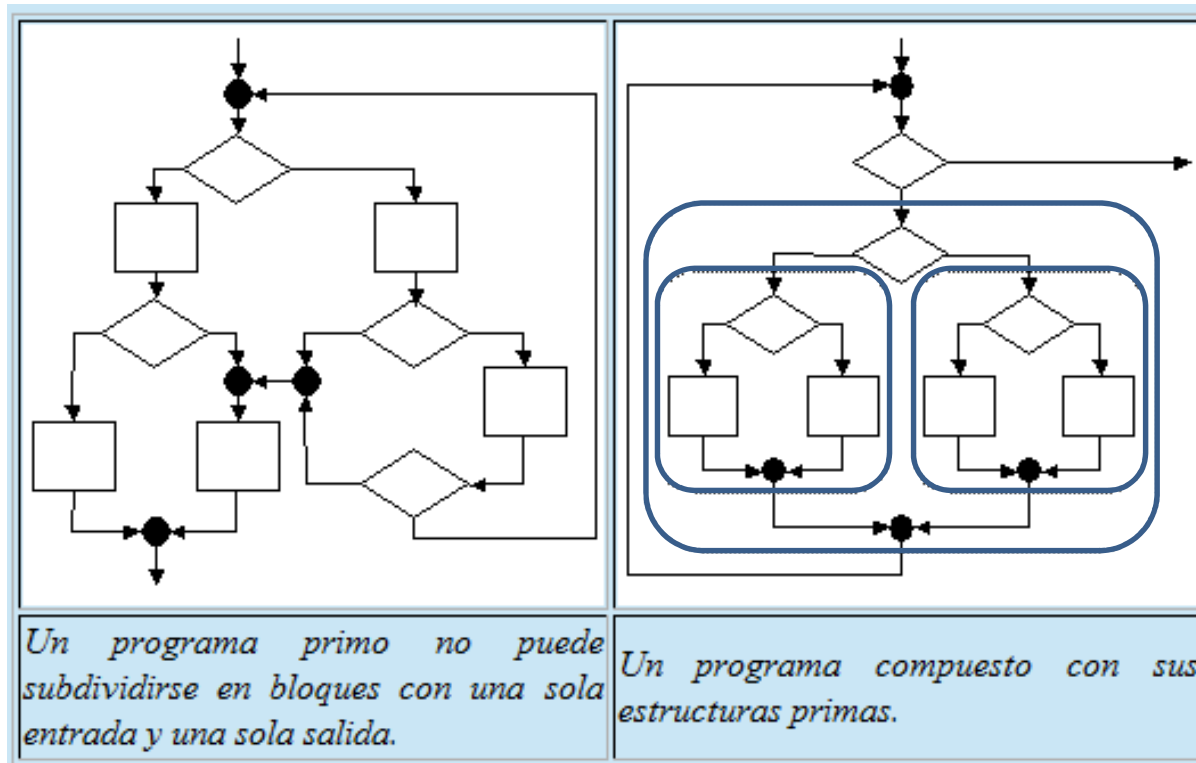 Un programa primo no puede
subdividirse en bloques con una sola
entrada y una sola salida.
Un programa compuesto con sus
estructuras primas.